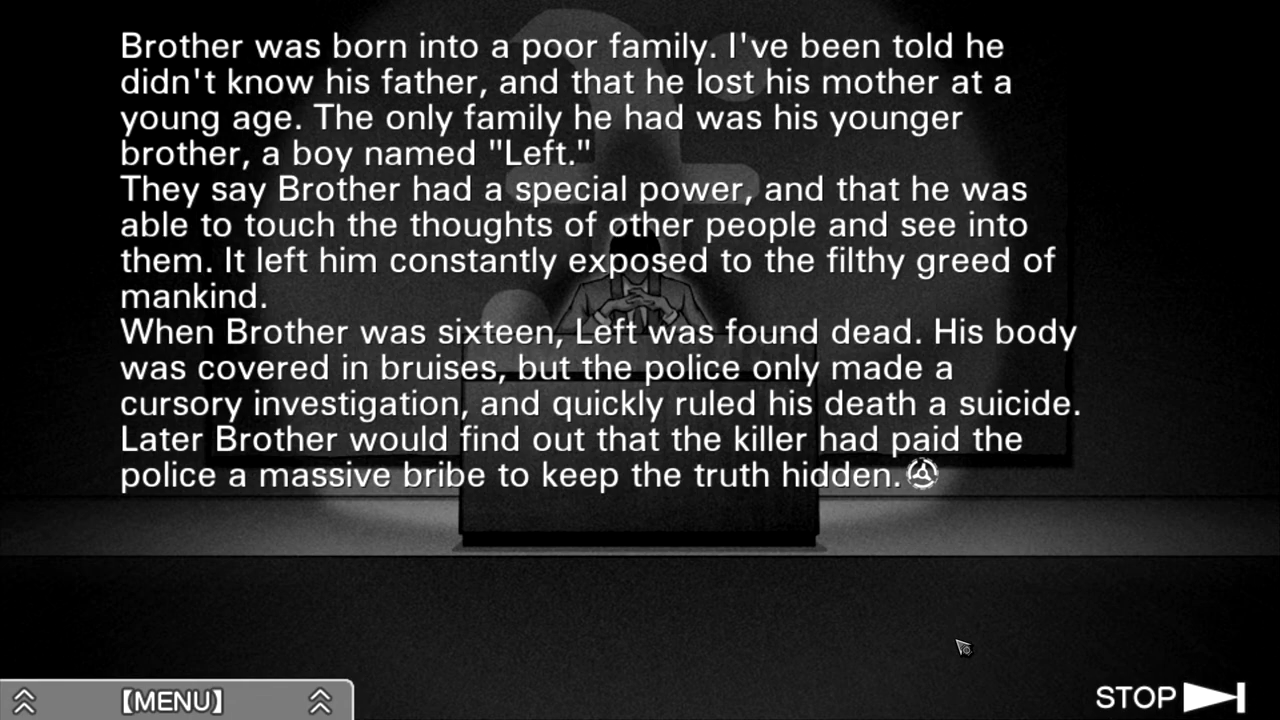 Brother was born into a poor family. I've been told he
didn't know his father, and that he lost his mother at a
young age. The only family he had was his younger
brother, a boy named "Left."
They say Brother had a special power, and that he was
able to touch the thoughts of other people and see into
them. It left him constantly exposed to the filthy greed of
mankind.
When Brother was sixteen, Left was found dead. His body
was covered in bruises, but the police only made a
cursory investigation, and quickly ruled his death a suicide.
Later Brother would find out that the killer had paid the
police a massive bribe to keep the truth hidden.
【MENU】
STOP